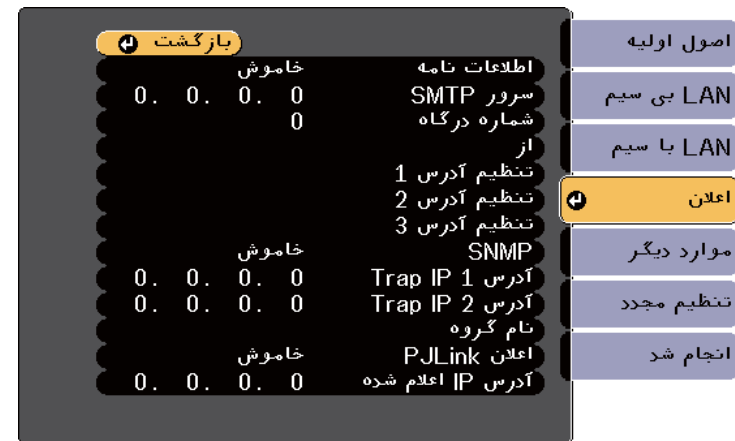 اصول اولیه
LAN بی سیم
LAN با سیم
اعلان
موارد دیگر
تنظیم مجدد
انجام شد
بازگشت
اطلاعات نامه خاموش
سرور SMTP 0. 0. 0. 0
شماره درگاه 0
از
تنظیم آدرس 1
تنظیم آدرس 2
تنظیم آدرس 3
SNMP خاموش
آدرس Trap IP 1 0. 0. 0. 0
آدرس Trap IP 2 0. 0. 0. 0
نام گروه
اعلان PJLink خاموش
آدرس IP اعلام شده 0. 0. 0. 0